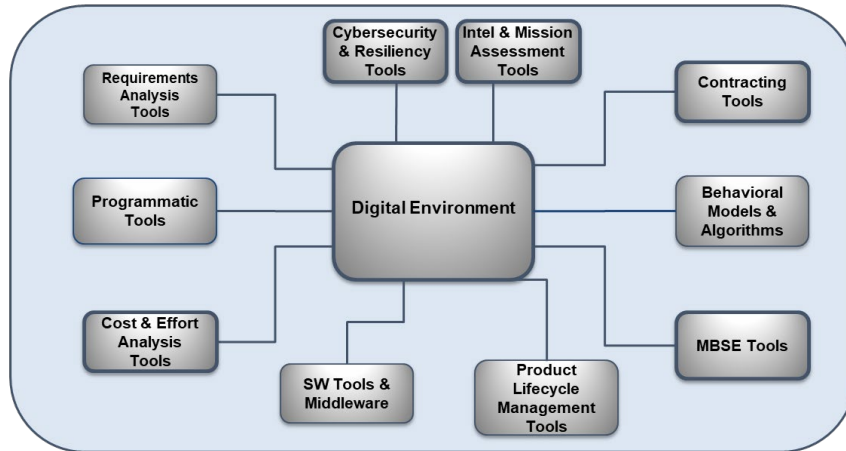 Cybersecurity
& Resiliency
Tools
Intel & Mission
Assessment
Tools
Requirements
Analysis
Tools
Contracting
Tools
Programmatic
Tools
Digital Environment
Behavioral
Models &
Algorithms
Cost & Effort
Analysis
Tools
MBSE Tools
SW Tools &
Middleware
Product
Lifecycle
Management
Tools